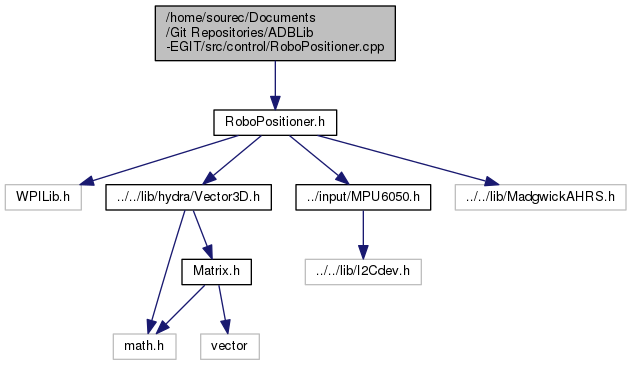 /home/sourec/Documents
/Git Repositories/ADBLib
-EGIT/src/control/RoboPositioner.cpp
RoboPositioner.h
WPILib.h
../../lib/hydra/Vector3D.h
../input/MPU6050.h
../../lib/MadgwickAHRS.h
Matrix.h
../../lib/I2Cdev.h
math.h
vector